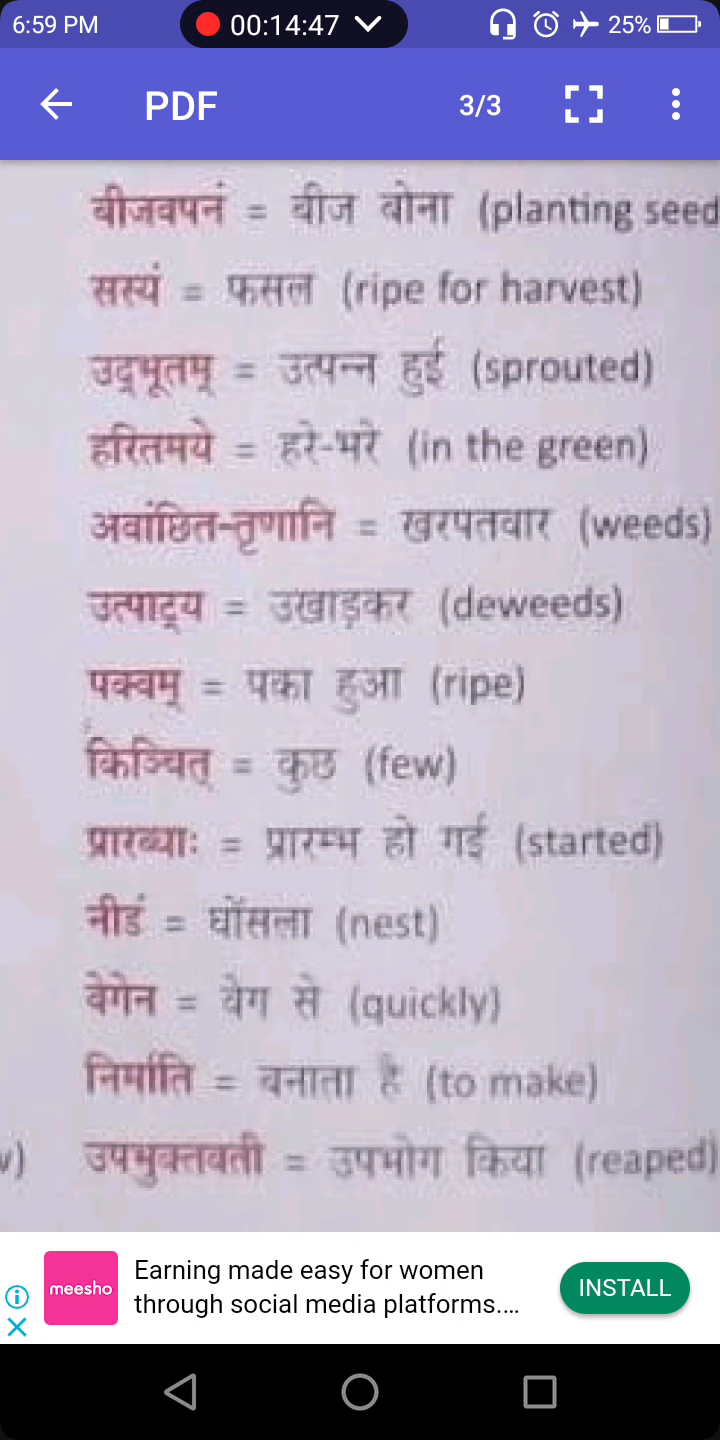 6:59 PM 00:14:47 25%
PDF 3/3
बीजवपनं = बीज बोना (planting seed
सस्यं = फसल (ripe for harvest)
उद्भूतम् = उत्पन्न हुई (sprouted)
हरितमये = हरे-भरे (in the green)
अवांछित-तृणानि = खरपतवार (weeds)
उत्पाट्य = उखाड़कर (deweeds)
पक्वम् = पका हुआ (ripe)
किञ्चित् = कुछ (few)
प्रारब्धाः = प्रारम्भ हो गई (started)
नीडं = घोंसला (nest)
वेगेन = वेग से (quickly)
निर्माति = बनाता है (to make)
v) उपभुक्तवती = उपभोग किया (reaped)
meesho
Earning made easy for women
through social media platforms....
INSTALL